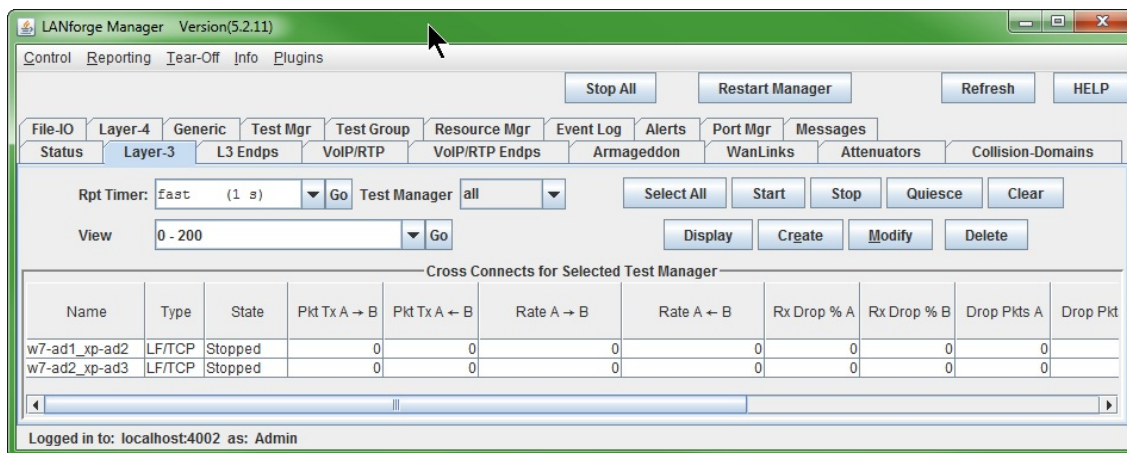 LANforge Manager Version(5.2.11)
Control Reporting Tear-Off Info Plugins
Stop All Restart Manager Refresh HELP
File-IO Layer-4 Generic Test Mgr Test Group Resource Mgr Event Log Alerts Port Mgr Messages
Status Layer-3 L3 Endps VoIP/RTP VoIP/RTP Endps Armageddon WanLinks Attenuators Collision-Domains
Rpt Timer: fast (1 s) Go Test Manager all Select All Start Stop Quiesce Clear
View 0 - 200 Go Display Create Modify Delete
Cross Connects for Selected Test Manager
Name Type State Pkt Tx A → B Pkt Tx A ← B Rate A → B Rate A ← B Rx Drop % A Rx Drop % B Drop Pkts A Drop Pkt
w7-ad1_xp-ad2 LF/TCP Stopped 0 0 0 0 0 0 0
w7-ad2_xp-ad3 LF/TCP Stopped 0 0 0 0 0 0 0
Logged in to: localhost:4002 as: Admin